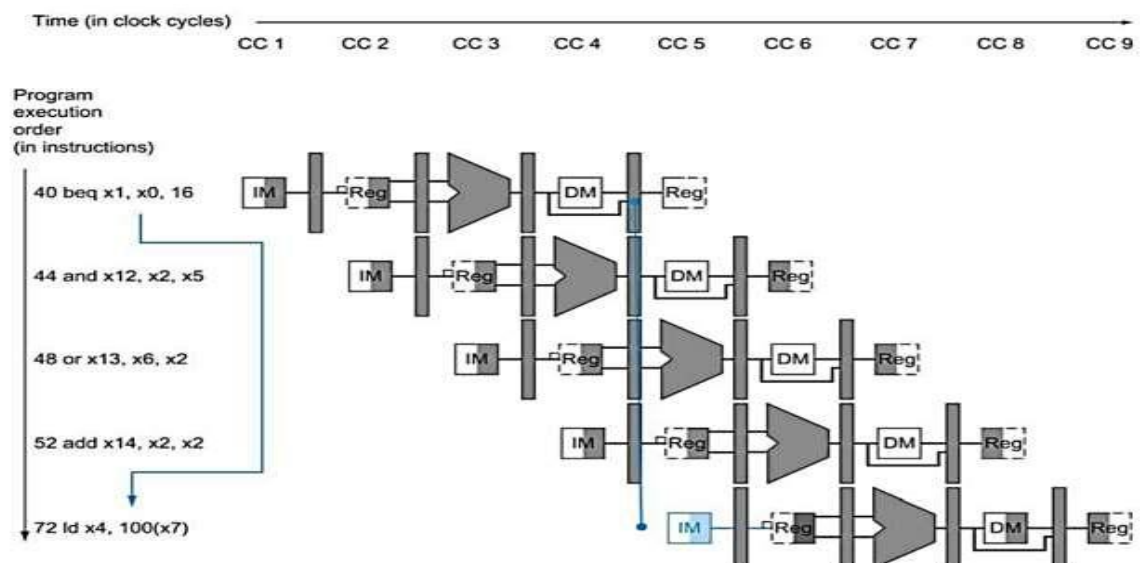 Time (in clock cycles)
CC 1 CC 2 CC 3 CC 4 CC 5 CC 6 CC 7 CC 8 CC 9
Program
execution
order
(in instructions)
40 beq x1, x0, 16
IM Reg DM Reg
44 and x12, x2, x5
IM Reg DM Reg
48 or x13, x6, x2
IM Reg DM Reg
52 add x14, x2, x2
IM Reg DM Reg
72 ld x4, 100(x7)
IM Reg DM Reg